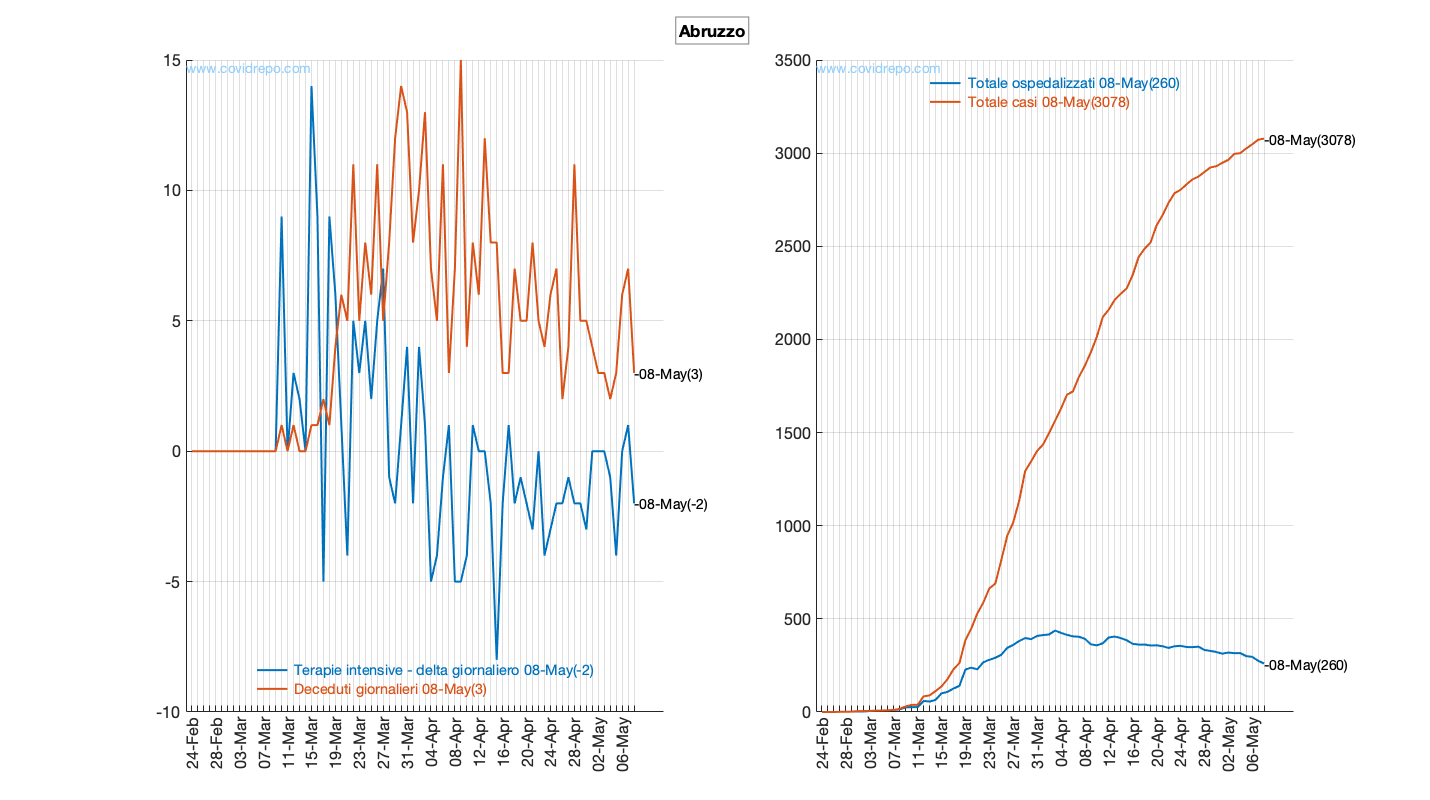 Abruzzo
www.covidrepo.com
15
10
5
0
-5
-10
-08-May(3)
-08-May(-2)
Terapie intensive - delta giornaliero 08-May(-2)
Deceduti giornalieri 08-May(3)
24-Feb
28-Feb
03-Mar
07-Mar
11-Mar
15-Mar
19-Mar
23-Mar
27-Mar
31-Mar
04-Apr
08-Apr
12-Apr
16-Apr
20-Apr
24-Apr
28-Apr
02-May
06-May
www.covidrepo.com
Totale ospedalizzati 08-May(260)
Totale casi 08-May(3078)
3500
3000
2500
2000
1500
1000
500
0
-08-May(3078)
-08-May(260)
24-Feb
28-Feb
03-Mar
07-Mar
11-Mar
15-Mar
19-Mar
23-Mar
27-Mar
31-Mar
04-Apr
08-Apr
12-Apr
16-Apr
20-Apr
24-Apr
28-Apr
02-May
06-May